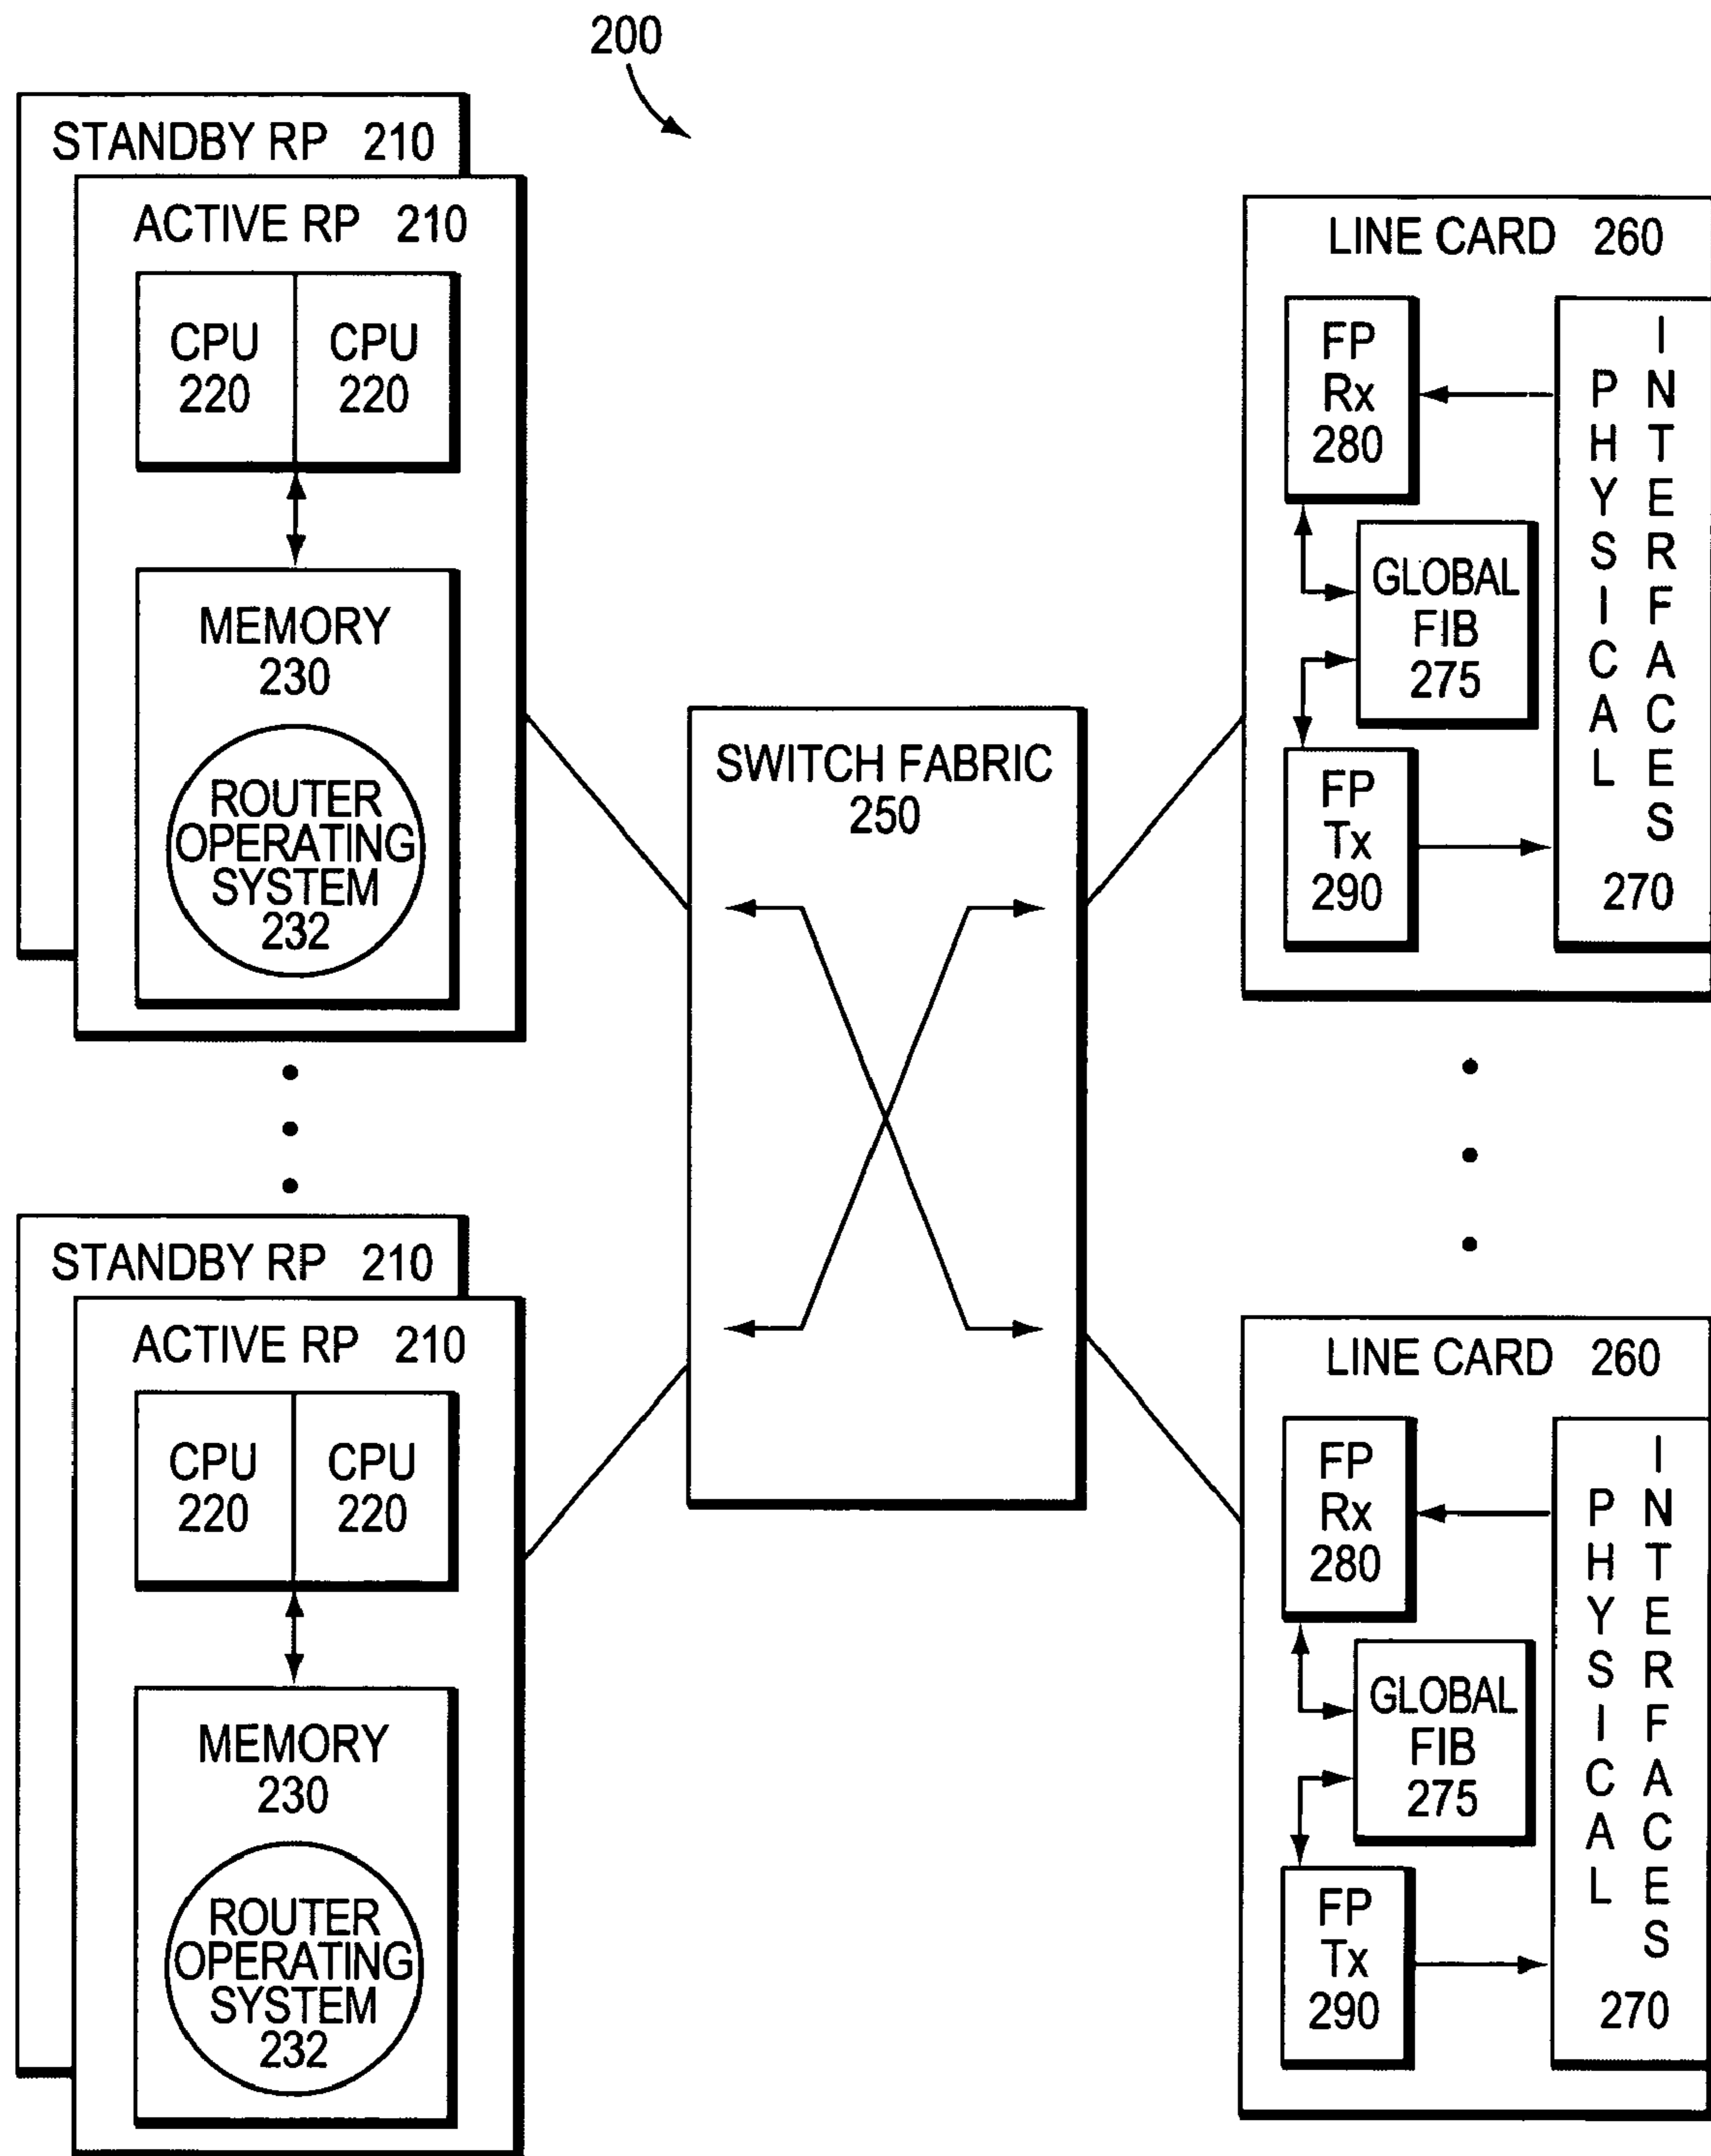 200
STANDBY RP 210
ACTIVE RP 210
CPU
220
CPU
220
MEMORY
230
ROUTER
OPERATING
SYSTEM
232
STANDBY RP 210
ACTIVE RP 210
CPU
220
CPU
220
MEMORY
230
ROUTER
OPERATING
SYSTEM
232
SWITCH FABRIC
250
LINE CARD 260
FP
Rx
280
GLOBAL
FIB
275
FP
Tx
290
PHYSICAL
INTERFACES
270
LINE CARD 260
FP
Rx
280
GLOBAL
FIB
275
FP
Tx
290
PHYSICAL
INTERFACES
270